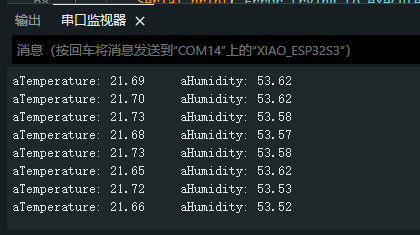 输出 串口监视器 ×
消息（按回车将消息发送到“COM14”上的“XIAO_ESP32S3”）
aTemperature: 21.69 aHumidity: 53.62
aTemperature: 21.70 aHumidity: 53.62
aTemperature: 21.73 aHumidity: 53.58
aTemperature: 21.68 aHumidity: 53.57
aTemperature: 21.73 aHumidity: 53.58
aTemperature: 21.65 aHumidity: 53.62
aTemperature: 21.72 aHumidity: 53.53
aTemperature: 21.66 aHumidity: 53.52